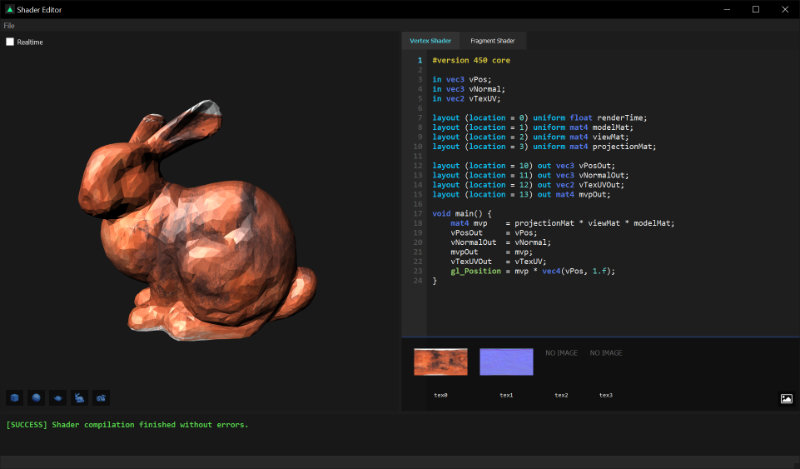 Shader Editor
File
Realtime
Vertex Shader Fragment Shader
1 #version 450 core
2
3 in vec3 vPos;
4 in vec3 vNormal;
5 in vec2 vTexUV;
6
7 layout (location = 0) uniform float renderTime;
8 layout (location = 1) uniform mat4 modelMat;
9 layout (location = 2) uniform mat4 viewMat;
10 layout (location = 3) uniform mat4 projectionMat;
11
12 layout (location = 10) out vec3 vPosOut;
13 layout (location = 11) out vec3 vNormalOut;
14 layout (location = 12) out vec2 vTexUVOut;
15 layout (location = 13) out mat4 mvpOut;
16
17 void main() {
18 mat4 mvp = projectionMat * viewMat * modelMat;
19 vPosOut = vPos;
20 vNormalOut = vNormal;
21 mvpOut = mvp;
22 vTexUVOut = vTexUV;
23 gl_Position = mvp * vec4(vPos, 1.f);
24 }
NO IMAGE NO IMAGE
tex0 tex1 tex2 tex3
[SUCCESS] Shader compilation finished without errors.